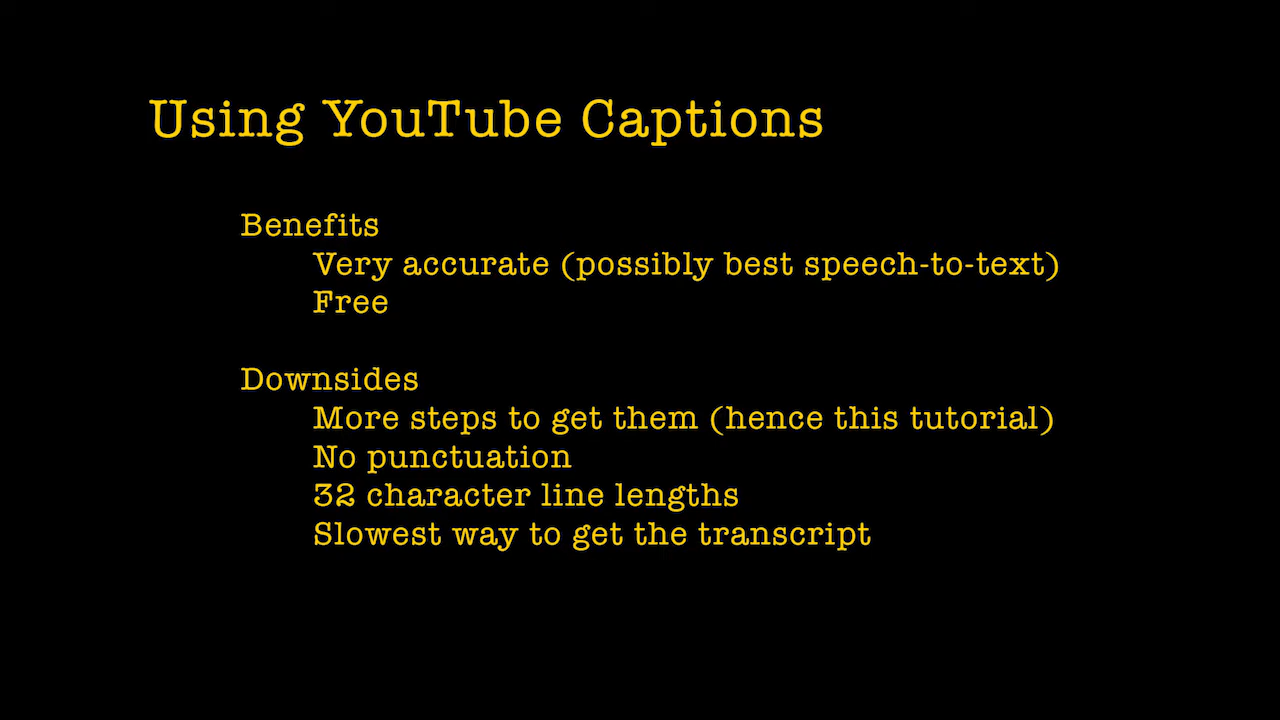 Using YouTube Captions
Benefits
Very accurate (possibly best speech-to-text)
Free
Downsides
More steps to get them (hence this tutorial)
No punctuation
32 character line lengths
Slowest way to get the transcript